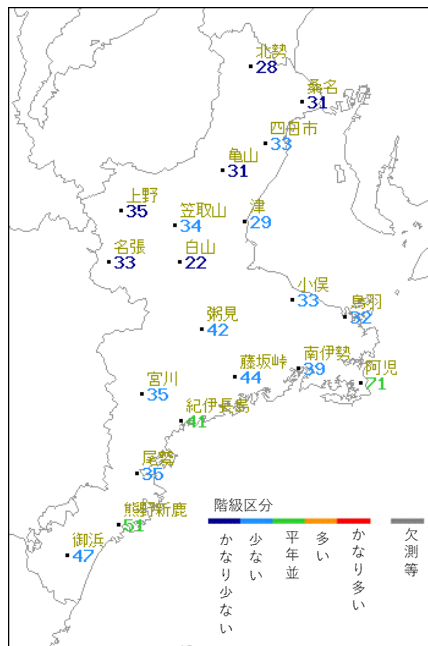 北勢
28
桑名
31
四日市
33
亀山
31
上野
35
笠取山
34
津
29
名張
33
白山
22
小俣
33
鳥羽
32
粥見
42
藤坂峠
44
南伊勢
39
阿児
71
宮川
35
紀伊長島
41
尾鷲
35
熊野新鹿
51
御浜
47
階級区分
かなり少ない
少ない
平年並
多い
かなり多い
欠測等